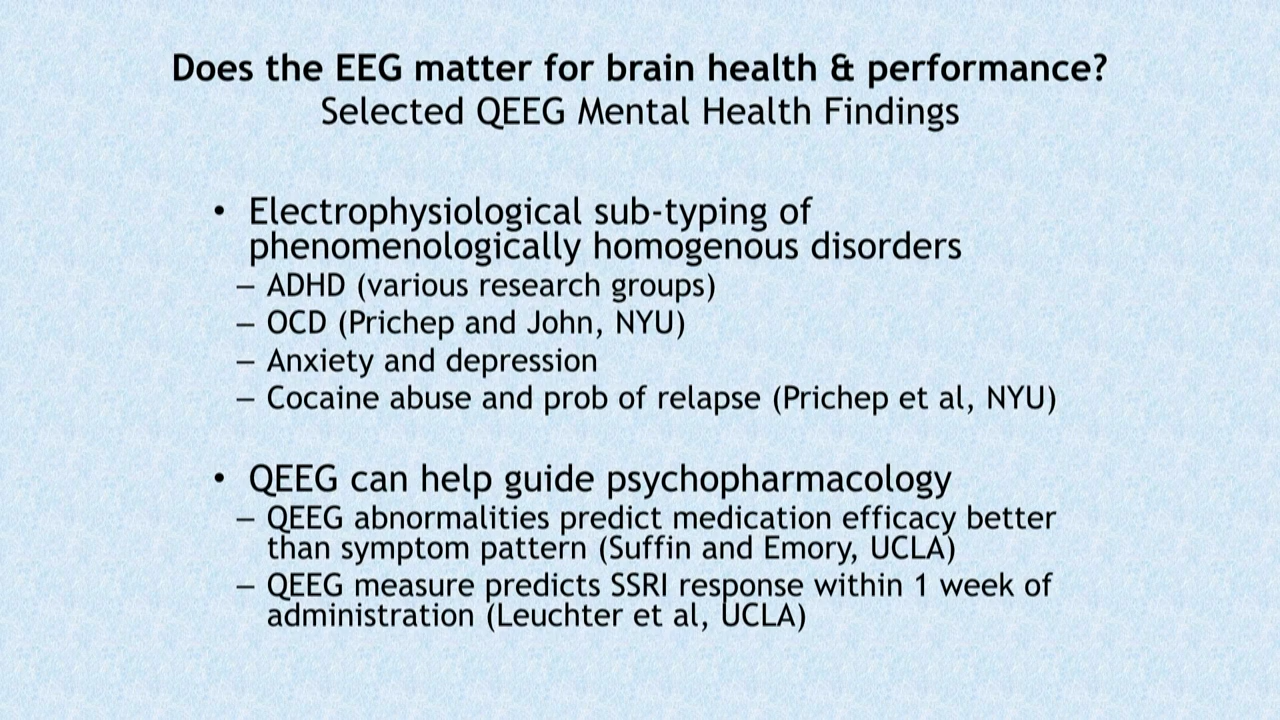 Does the EEG matter for brain health & performance?
Selected QEEG Mental Health Findings
• Electrophysiological sub-typing of
phenomenologically homogenous disorders
– ADHD (various research groups)
– OCD (Prichep and John, NYU)
– Anxiety and depression
– Cocaine abuse and prob of relapse (Prichep et al, NYU)
• QEEG can help guide psychopharmacology
– QEEG abnormalities predict medication efficacy better
than symptom pattern (Suffin and Emory, UCLA)
– QEEG measure predicts SSRI response within 1 week of
administration (Leuchter et al, UCLA)